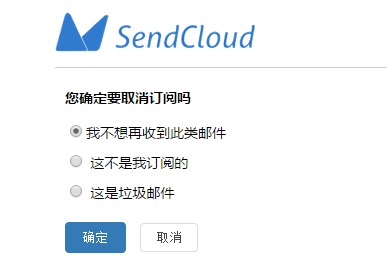 SendCloud
您确定要取消订阅吗
我不想再收到此类邮件
这不是我订阅的
这是垃圾邮件
确定 取消